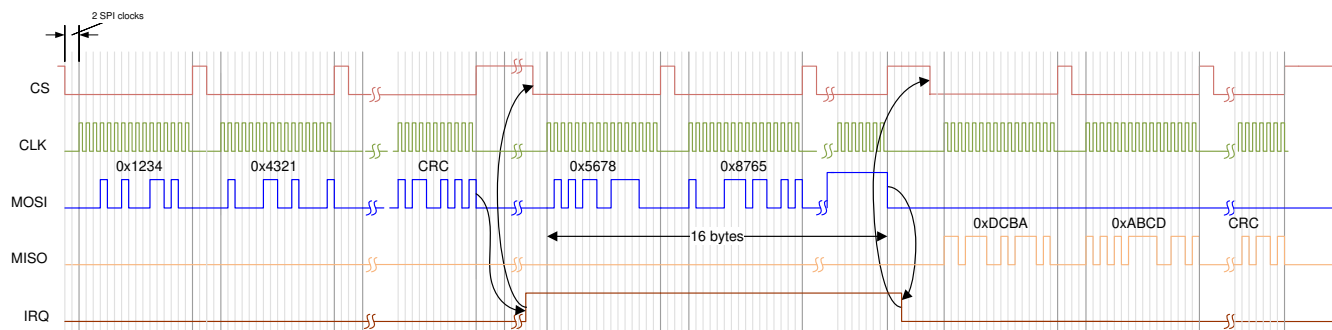 2 SPI clocks
CS
CLK
0x1234
0x4321
CRC
0x5678
0x8765
MOSI
16 bytes
0xDCBA
0xABCD
CRC
MISO
IRQ